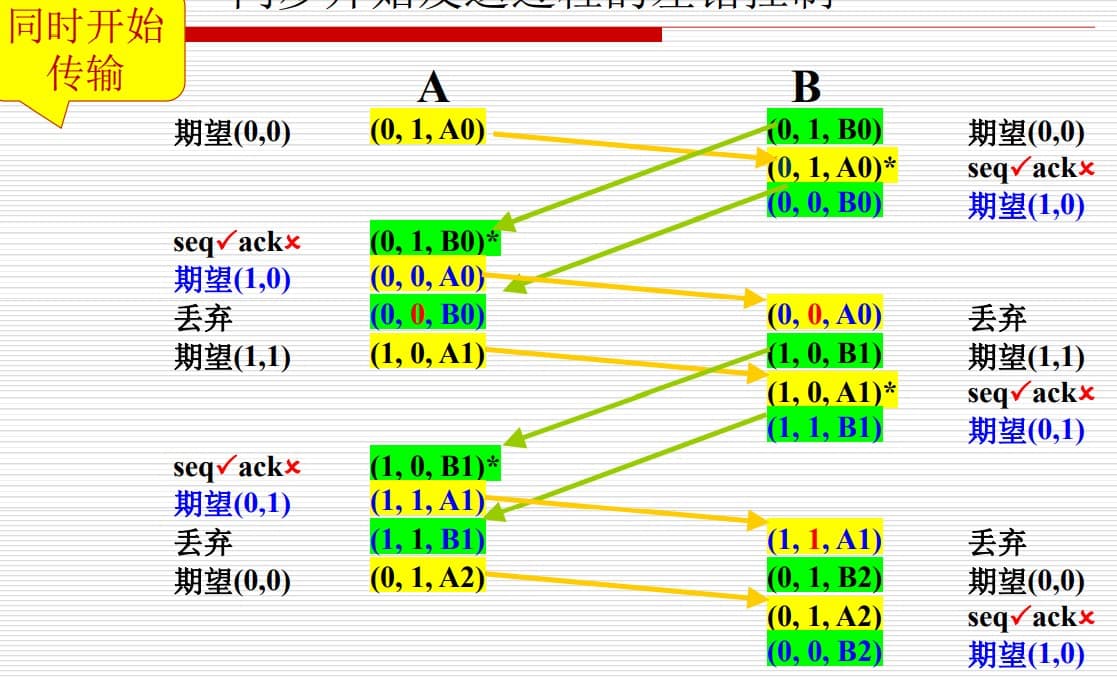 同时开始
传输
A B
期望(0,0) (0, 1, A0) (0, 1, B0) 期望(0,0)
(0, 1, A0)* seq✓ack✘
(0, 0, B0) 期望(1,0)
seq✓ack✘ (0, 1, B0)*
期望(1,0) (0, 0, A0)
丢弃 (0, 0, B0) (0, 0, A0) 丢弃
期望(1,1) (1, 0, A1) (1, 0, B1) 期望(1,1)
(1, 0, A1)* seq✓ack✘
(1, 1, B1) 期望(0,1)
seq✓ack✘ (1, 0, B1)*
期望(0,1) (1, 1, A1)
丢弃 (1, 1, B1) (1, 1, A1) 丢弃
期望(0,0) (0, 1, A2) (0, 1, B2) 期望(0,0)
(0, 1, A2) seq✓ack✘
(0, 0, B2) 期望(1,0)